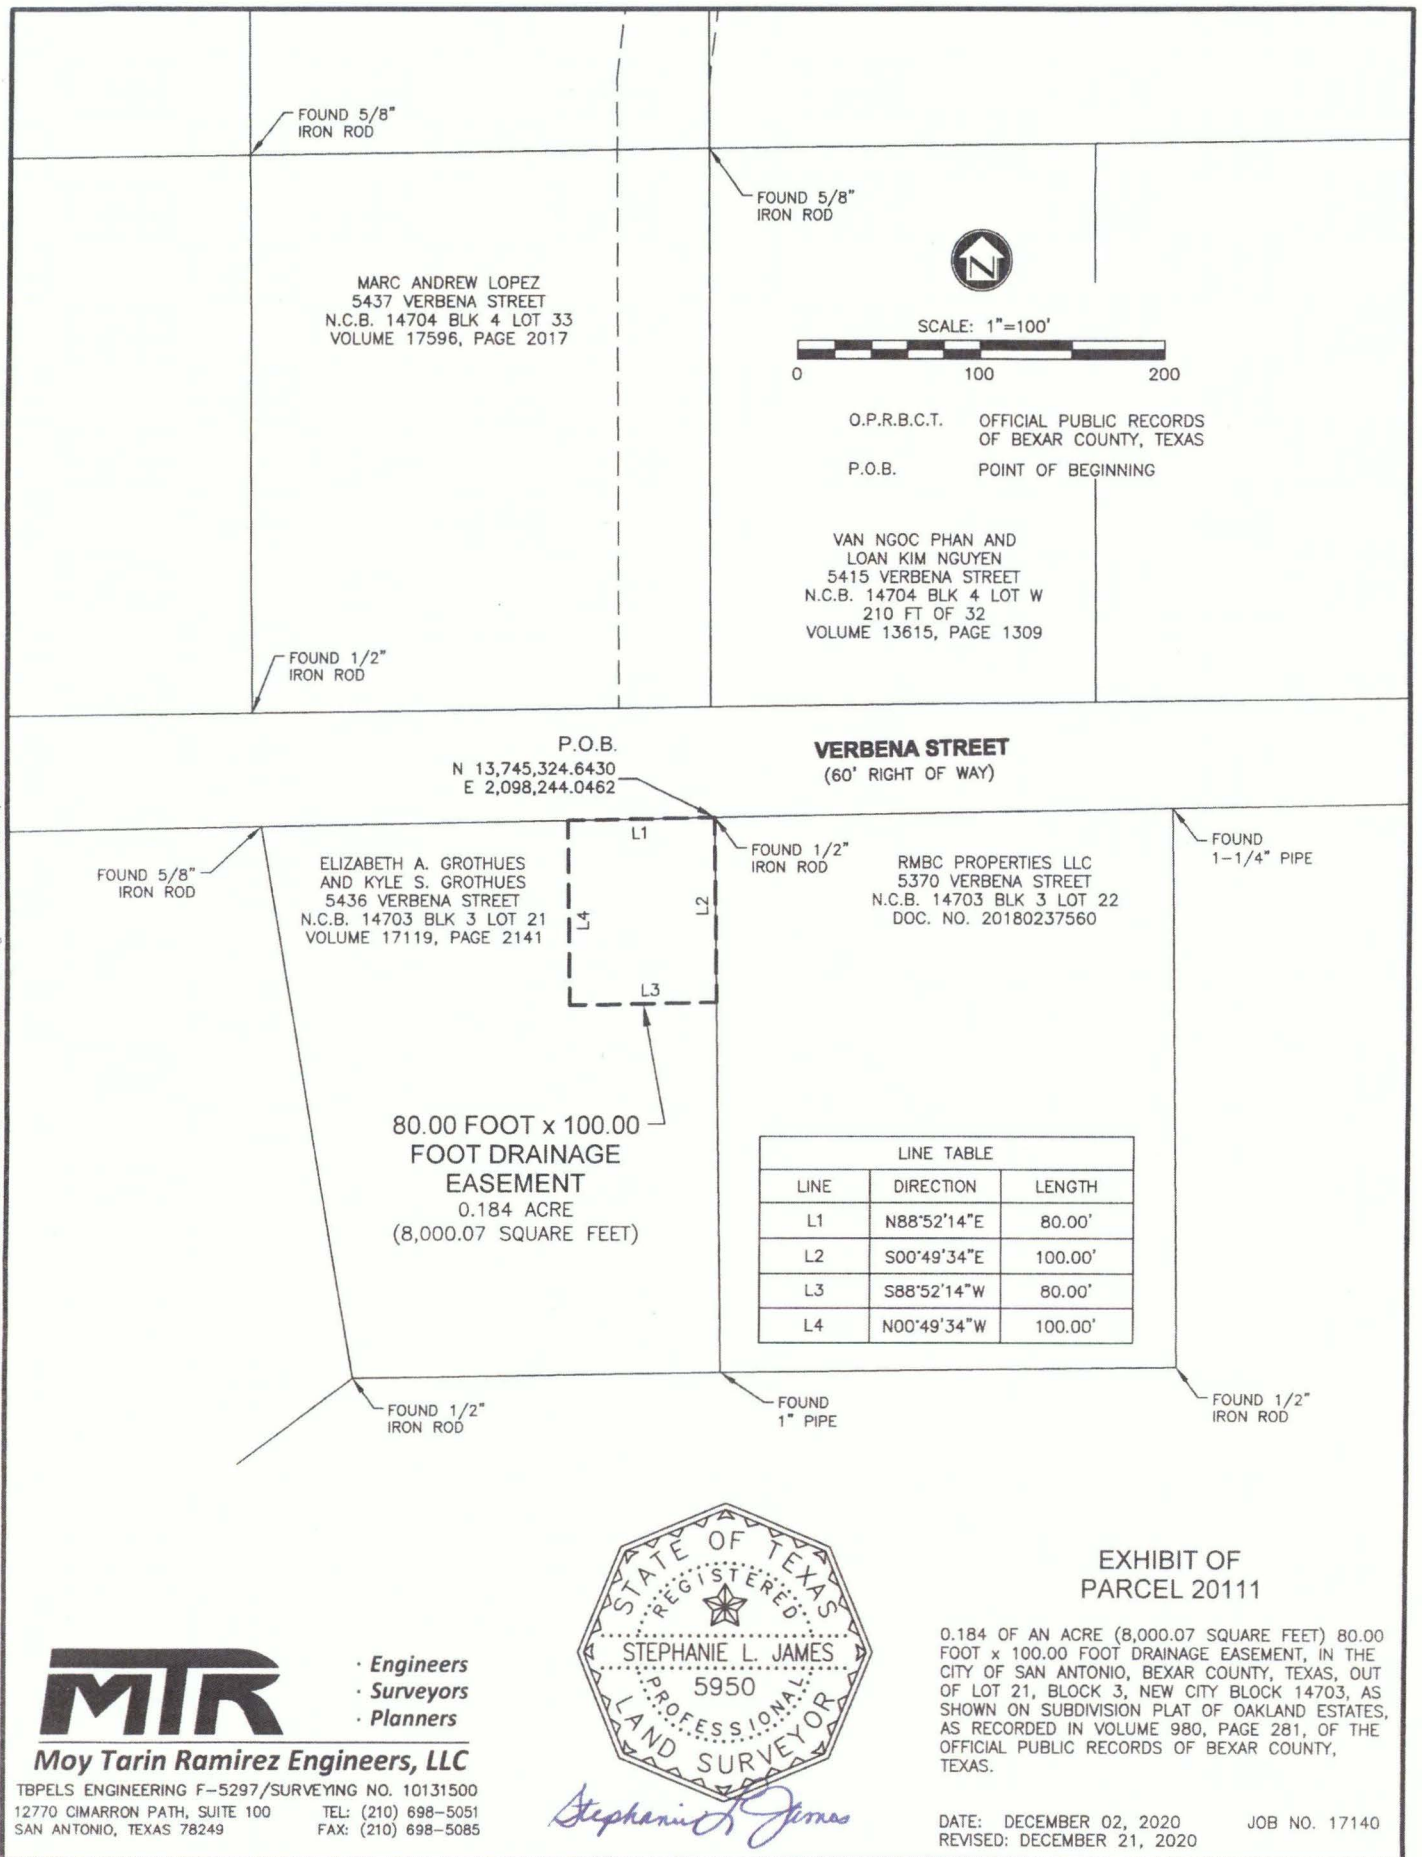 FOUND 5/8"
IRON ROD
FOUND 5/8"
IRON ROD
MARC ANDREW LOPEZ
5437 VERBENA STREET
N.C.B. 14704 BLK 4 LOT 33
VOLUME 17596, PAGE 2017
N
SCALE: 1"=100'
0 100 200
O.P.R.B.C.T. OFFICIAL PUBLIC RECORDS
OF BEXAR COUNTY, TEXAS
P.O.B. POINT OF BEGINNING
VAN NGOC PHAN AND
LOAN KIM NGUYEN
5415 VERBENA STREET
N.C.B. 14704 BLK 4 LOT W
210 FT OF 32
VOLUME 13615, PAGE 1309
FOUND 1/2"
IRON ROD
P.O.B.
N 13,745,324.6430
E 2,098,244.0462
VERBENA STREET
(60' RIGHT OF WAY)
L1
FOUND 5/8"
IRON ROD
ELIZABETH A. GROTHUES
AND KYLE S. GROTHUES
5436 VERBENA STREET
N.C.B. 14703 BLK 3 LOT 21
VOLUME 17119, PAGE 2141
L4
L2
L3
FOUND 1/2"
IRON ROD
RMBC PROPERTIES LLC
5370 VERBENA STREET
N.C.B. 14703 BLK 3 LOT 22
DOC. NO. 20180237560
FOUND
1-1/4" PIPE
80.00 FOOT x 100.00
FOOT DRAINAGE
EASEMENT
0.184 ACRE
(8,000.07 SQUARE FEET)
LINE TABLE
LINE DIRECTION LENGTH
L1 N88°52'14"E 80.00'
L2 S00°49'34"E 100.00'
L3 S88°52'14"W 80.00'
L4 N00°49'34"W 100.00'
FOUND 1/2"
IRON ROD
FOUND
1" PIPE
FOUND 1/2"
IRON ROD
STATE OF TEXAS
REGISTERED
STEPHANIE L. JAMES
5950
PROFESSIONAL
LAND SURVEYOR
Stephanie L James
EXHIBIT OF
PARCEL 20111
0.184 OF AN ACRE (8,000.07 SQUARE FEET) 80.00
FOOT x 100.00 FOOT DRAINAGE EASEMENT, IN THE
CITY OF SAN ANTONIO, BEXAR COUNTY, TEXAS, OUT
OF LOT 21, BLOCK 3, NEW CITY BLOCK 14703, AS
SHOWN ON SUBDIVISION PLAT OF OAKLAND ESTATES,
AS RECORDED IN VOLUME 980, PAGE 281, OF THE
OFFICIAL PUBLIC RECORDS OF BEXAR COUNTY,
TEXAS.
DATE: DECEMBER 02, 2020 JOB NO. 17140
REVISED: DECEMBER 21, 2020
MTR
· Engineers
· Surveyors
· Planners
Moy Tarin Ramirez Engineers, LLC
TBPELS ENGINEERING F-5297/SURVEYING NO. 10131500
12770 CIMARRON PATH, SUITE 100 TEL: (210) 698-5051
SAN ANTONIO, TEXAS 78249 FAX: (210) 698-5085